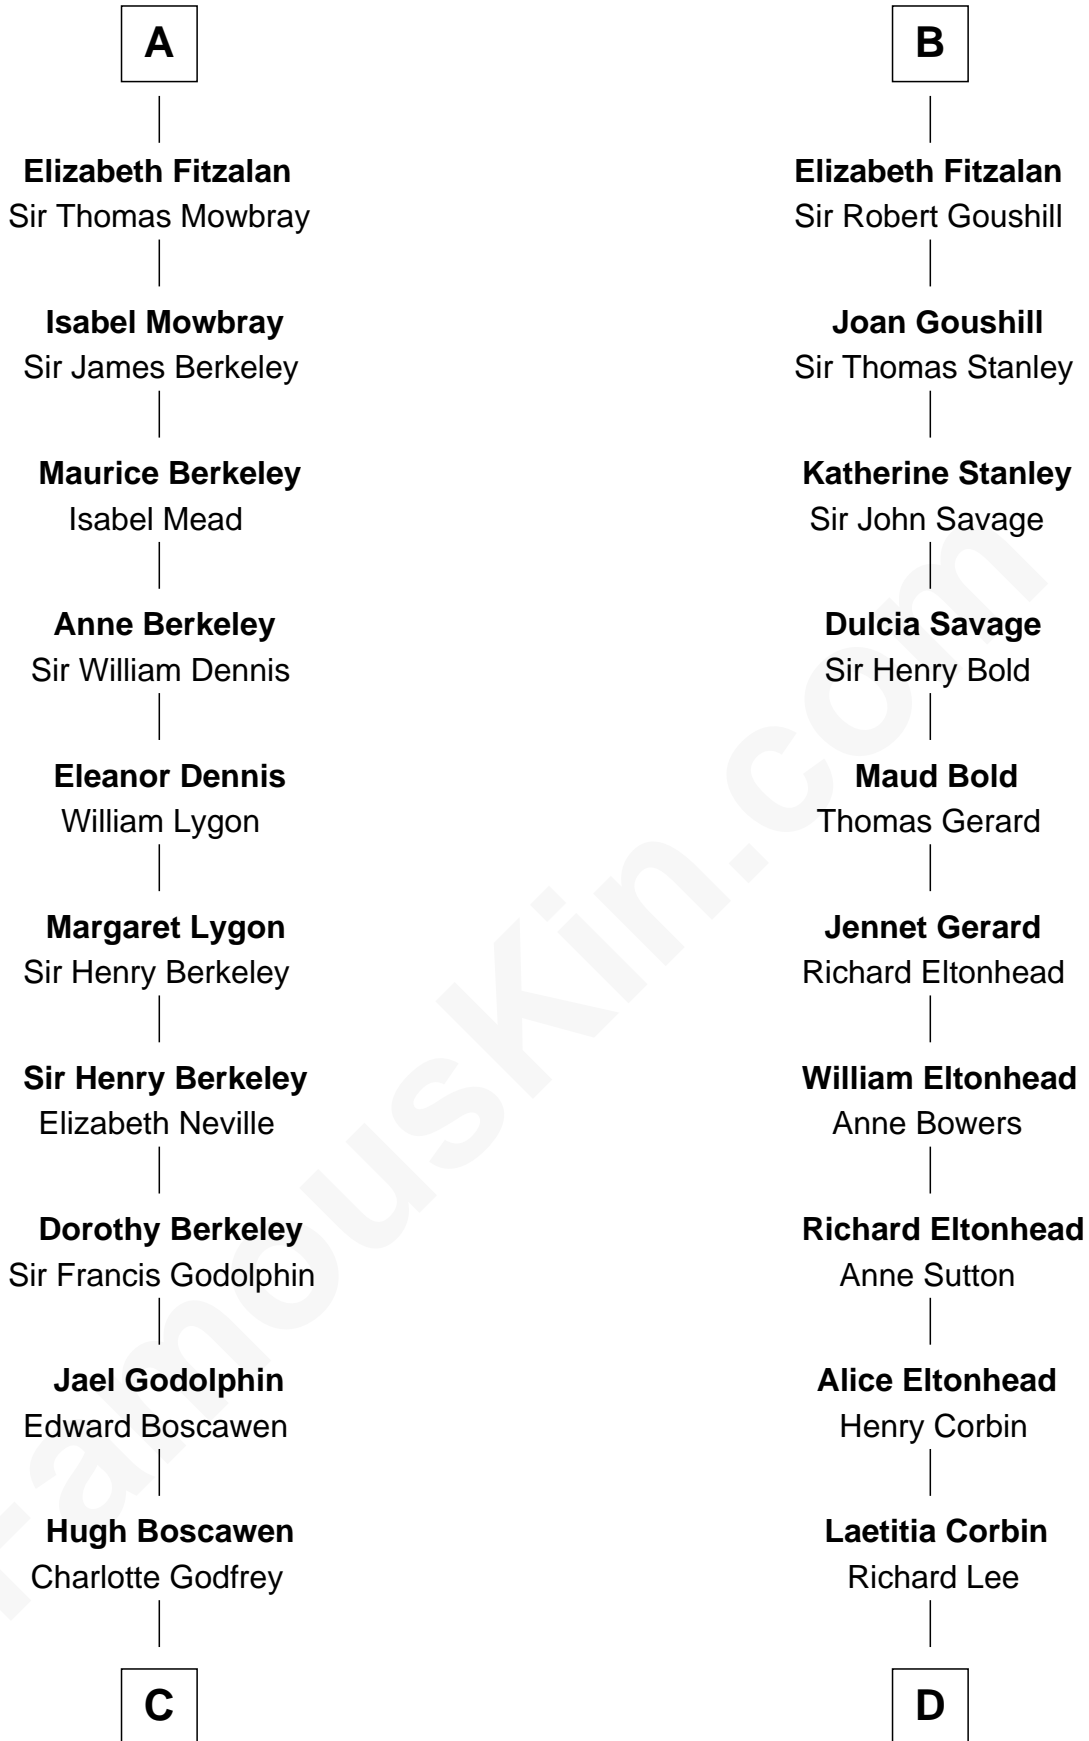 A
Elizabeth Fitzalan
Sir Thomas Mowbray
Isabel Mowbray
Sir James Berkeley
Maurice Berkeley
Isabel Mead
Anne Berkeley
Sir William Dennis
Eleanor Dennis
William Lygon
Margaret Lygon
Sir Henry Berkeley
Sir Henry Berkeley
Elizabeth Neville
Dorothy Berkeley
Sir Francis Godolphin
Jael Godolphin
Edward Boscawen
Hugh Boscawen
Charlotte Godfrey
C
B
Elizabeth Fitzalan
Sir Robert Goushill
Joan Goushill
Sir Thomas Stanley
Katherine Stanley
Sir John Savage
Dulcia Savage
Sir Henry Bold
Maud Bold
Thomas Gerard
Jennet Gerard
Richard Eltonhead
William Eltonhead
Anne Bowers
Richard Eltonhead
Anne Sutton
Alice Eltonhead
Henry Corbin
Laetitia Corbin
Richard Lee
D
FamousKin.com